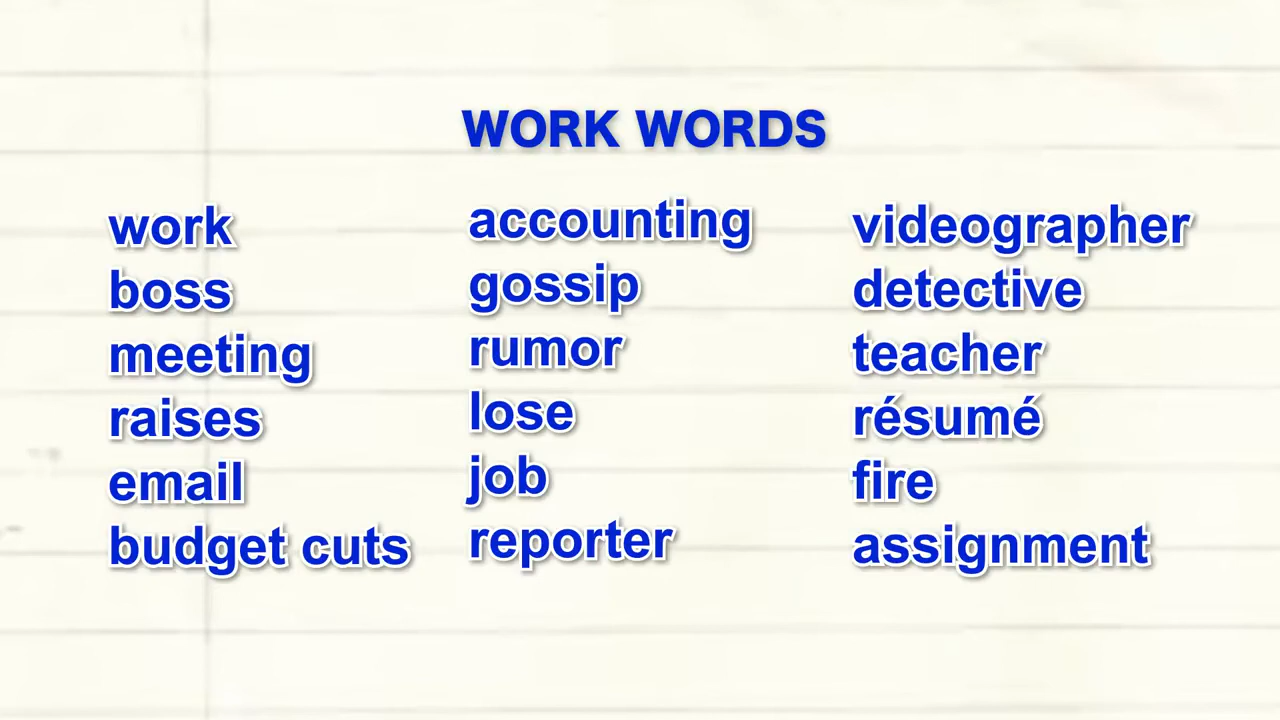 WORK WORDS
work
boss
meeting
raises
email
budget cuts
accounting
gossip
rumor
lose
job
reporter
videographer
detective
teacher
résumé
fire
assignment